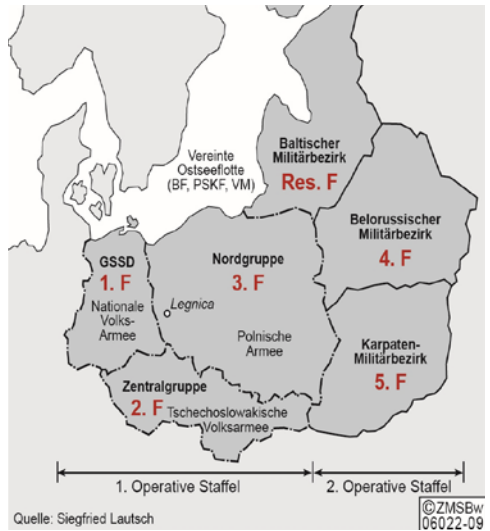 Vereinte
Ostseeflotte
(BF, PSKF, VM)
Baltischer
Militärbezirk
Res. F
Belorussischer
Militärbezirk
4. F
GSSD
1. F
Nationale
Volks-
Armee
Nordgruppe
3. F
Legnica
Polnische
Armee
Karpaten-
Militärbezirk
5. F
Zentralgruppe
2. F
Tschechoslowakische
Volksarmee
1. Operative Staffel
2. Operative Staffel
Quelle: Siegfried Lautsch
©ZMSBw
06022-09